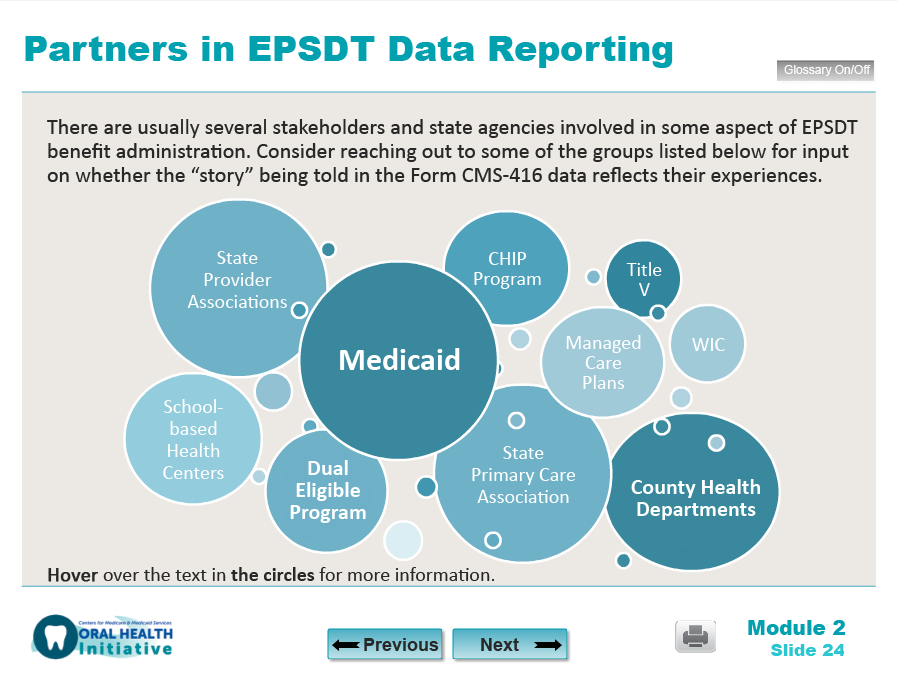 Partners in EPSDT Data Reporting
Glossary On/Off
There are usually several stakeholders and state agencies involved in some aspect of EPSDT
benefit administration. Consider reaching out to some of the groups listed below for input
on whether the “story” being told in the Form CMS-416 data reflects their experiences.
State
Provider
Associations
CHIP
Program
Title
V
Medicaid
Managed
Care
Plans
WIC
School-
based
Health
Centers
Dual
Eligible
Program
State
Primary Care
Association
County Health
Departments
Hover over the text in the circles for more information.
Centers for Medicare & Medicaid Services
ORAL HEALTH
Initiative
Previous
Next
Module 2
Slide 24